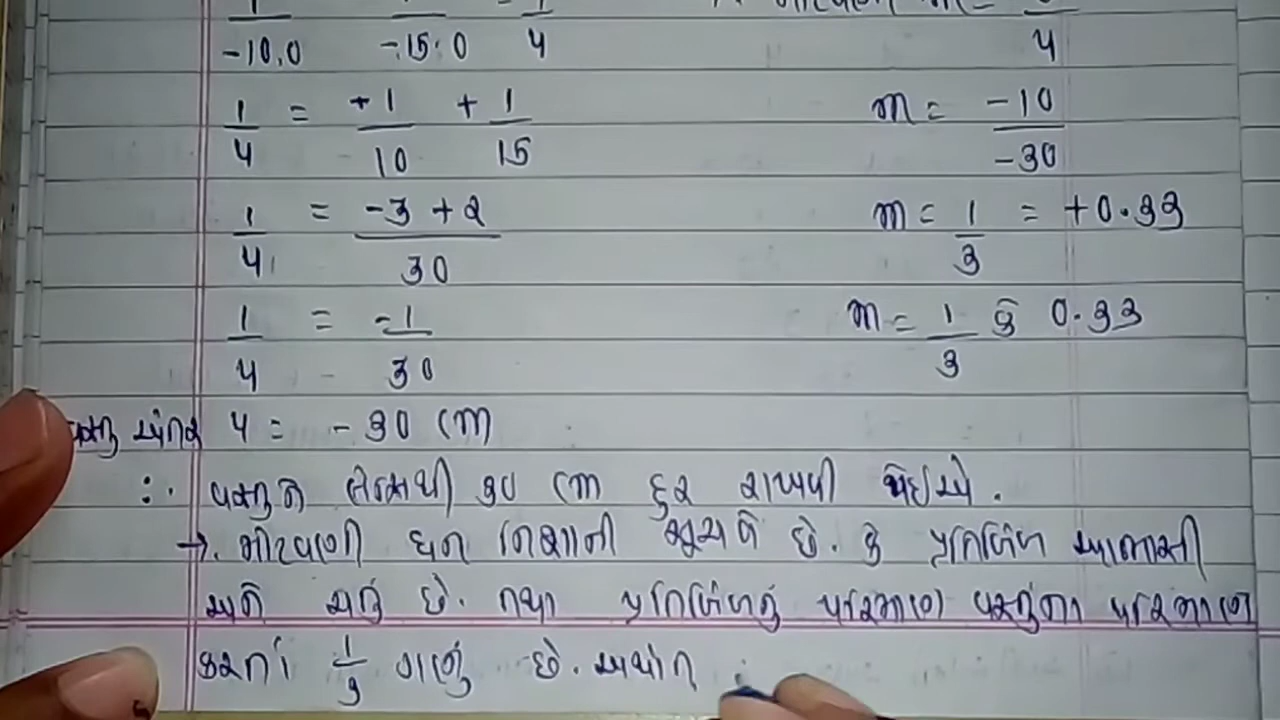 -10.0 -15.0 4
4
1/4 = +1/10 + 1/15
m = -10/-30
1/4 = -3+2/30
m = 1/3 = +0.33
1/4 = -1/30
m = 1/3 કે 0.33
વસ્તુ અંતર 4 = -30 cm
∴ વસ્તુને લેન્સથી 30 cm દુર રાખવી જોઈએ.
→ મોટવણી ધન નિશાની સૂચવે છે. કે પ્રતિબિંબ આભાસી
અને ચતું છે. તથા પ્રતિબિંબનું પરિમાણ વસ્તુના પરિમાણ
કરતાં 1/3 ગણું છે. અર્થાત્